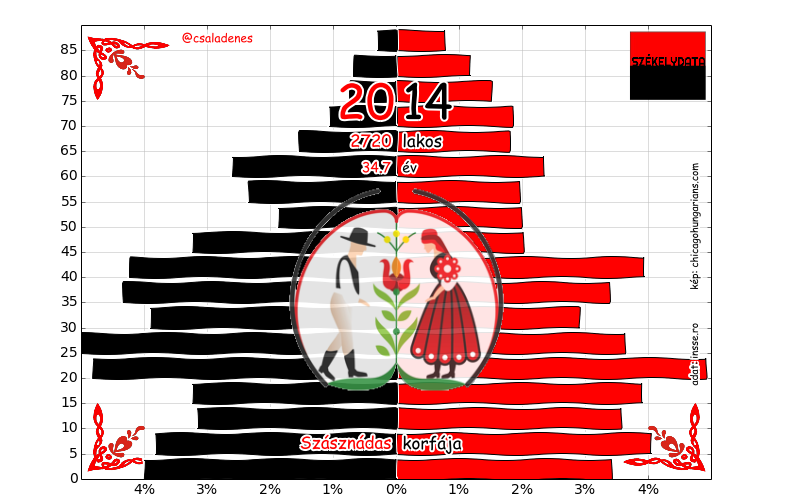 @csaladenes
SZÉKELYDATA
2014
2720 lakos
34.7 év
kép: chicagohungarians.com
adat: insse.ro
Szásznádas korfája
85
80
75
70
65
60
55
50
45
40
35
30
25
20
15
10
5
0
4% 3% 2% 1% 0% 1% 2% 3% 4%